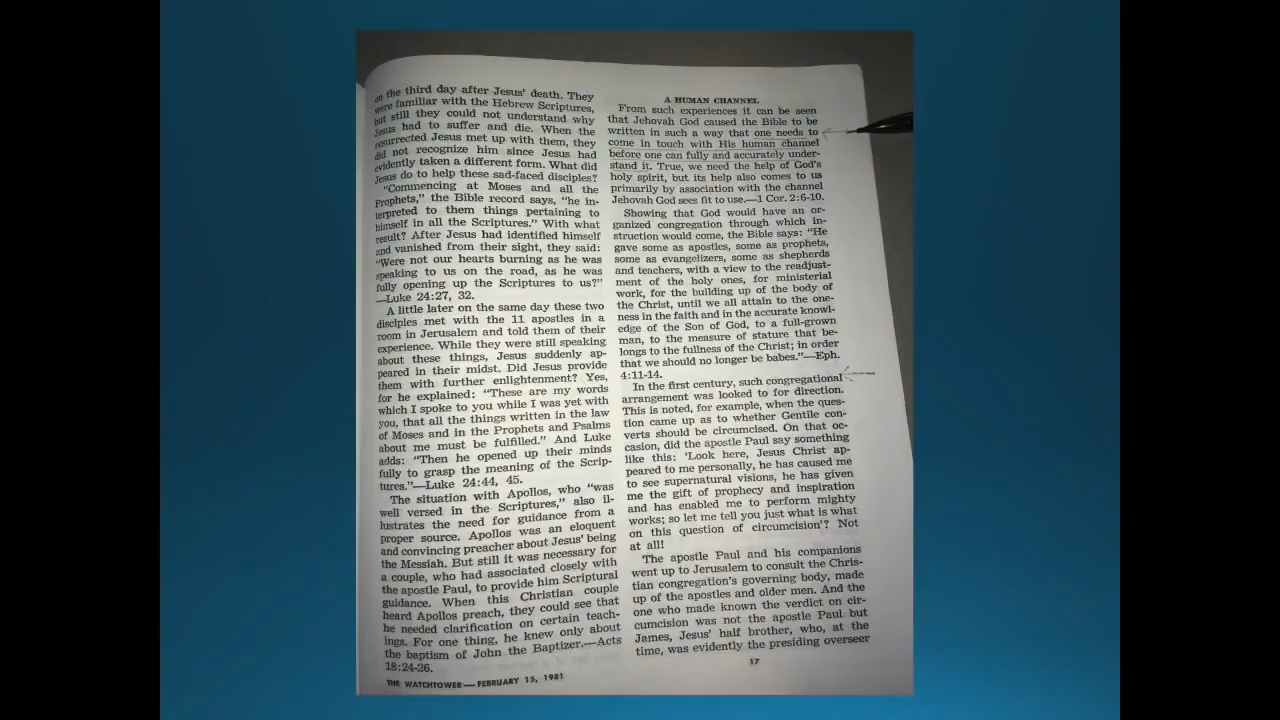 on the third day after Jesus' death. They
were familiar with the Hebrew Scriptures,
but still they could not understand why
Jesus had to suffer and die. When the
resurrected Jesus met up with them, they
did not recognize him since Jesus had
evidently taken a different form. What did
Jesus do to help these sad-faced disciples?
"Commencing at Moses and all the
Prophets," the Bible record says, "he in-
terpreted to them things pertaining to
himself in all the Scriptures." With what
result? After Jesus had identified himself
and vanished from their sight, they said:
"Were not our hearts burning as he was
speaking to us on the road, as he was
fully opening up the Scriptures to us?"
—Luke 24:27, 32.
A little later on the same day these two
disciples met with the 11 apostles in a
room in Jerusalem and told them of their
experience. While they were still speaking
about these things, Jesus suddenly ap-
peared in their midst. Did Jesus provide
them with further enlightenment? Yes,
for he explained: "These are my words
which I spoke to you while I was yet with
you, that all the things written in the law
of Moses and in the Prophets and Psalms
about me must be fulfilled." And Luke
adds: "Then he opened up their minds
fully to grasp the meaning of the Scrip-
tures."—Luke 24:44, 45.
The situation with Apollos, who "was
well versed in the Scriptures," also il-
lustrates the need for guidance from a
proper source. Apollos was an eloquent
and convincing preacher about Jesus' being
the Messiah. But still it was necessary for
a couple, who had associated closely with
the apostle Paul, to provide him Scriptural
guidance. When this Christian couple
heard Apollos preach, they could see that
he needed clarification on certain teach-
ings. For one thing, he knew only about
the baptism of John the Baptizer.—Acts
18:24-26.
THE WATCHTOWER—FEBRUARY 15, 1981
A HUMAN CHANNEL
From such experiences it can be seen
that Jehovah God caused the Bible to be
written in such a way that one needs to
come in touch with His human channel
before one can fully and accurately under-
stand it. True, we need the help of God's
holy spirit, but its help also comes to us
primarily by association with the channel
Jehovah God sees fit to use.—1 Cor. 2:6-10.
Showing that God would have an or-
ganized congregation through which in-
struction would come, the Bible says: "He
gave some as apostles, some as prophets,
some as evangelizers, some as shepherds
and teachers, with a view to the readjust-
ment of the holy ones, for ministerial
work, for the building up of the body of
the Christ, until we all attain to the one-
ness in the faith and in the accurate knowl-
edge of the Son of God, to a full-grown
man, to the measure of stature that be-
longs to the fullness of the Christ; in order
that we should no longer be babes."—Eph.
4:11-14.
In the first century, such congregational
arrangement was looked to for direction.
This is noted, for example, when the ques-
tion came up as to whether Gentile con-
verts should be circumcised. On that oc-
casion, did the apostle Paul say something
like this: 'Look here, Jesus Christ ap-
peared to me personally, he has caused me
to see supernatural visions, he has given
me the gift of prophecy and inspiration
and has enabled me to perform mighty
works; so let me tell you just what is what
on this question of circumcision'? Not
at all!
The apostle Paul and his companions
went up to Jerusalem to consult the Chris-
tian congregation's governing body, made
up of the apostles and older men. And the
one who made known the verdict on cir-
cumcision was not the apostle Paul but
James, Jesus' half brother, who, at the
time, was evidently the presiding overseer
17